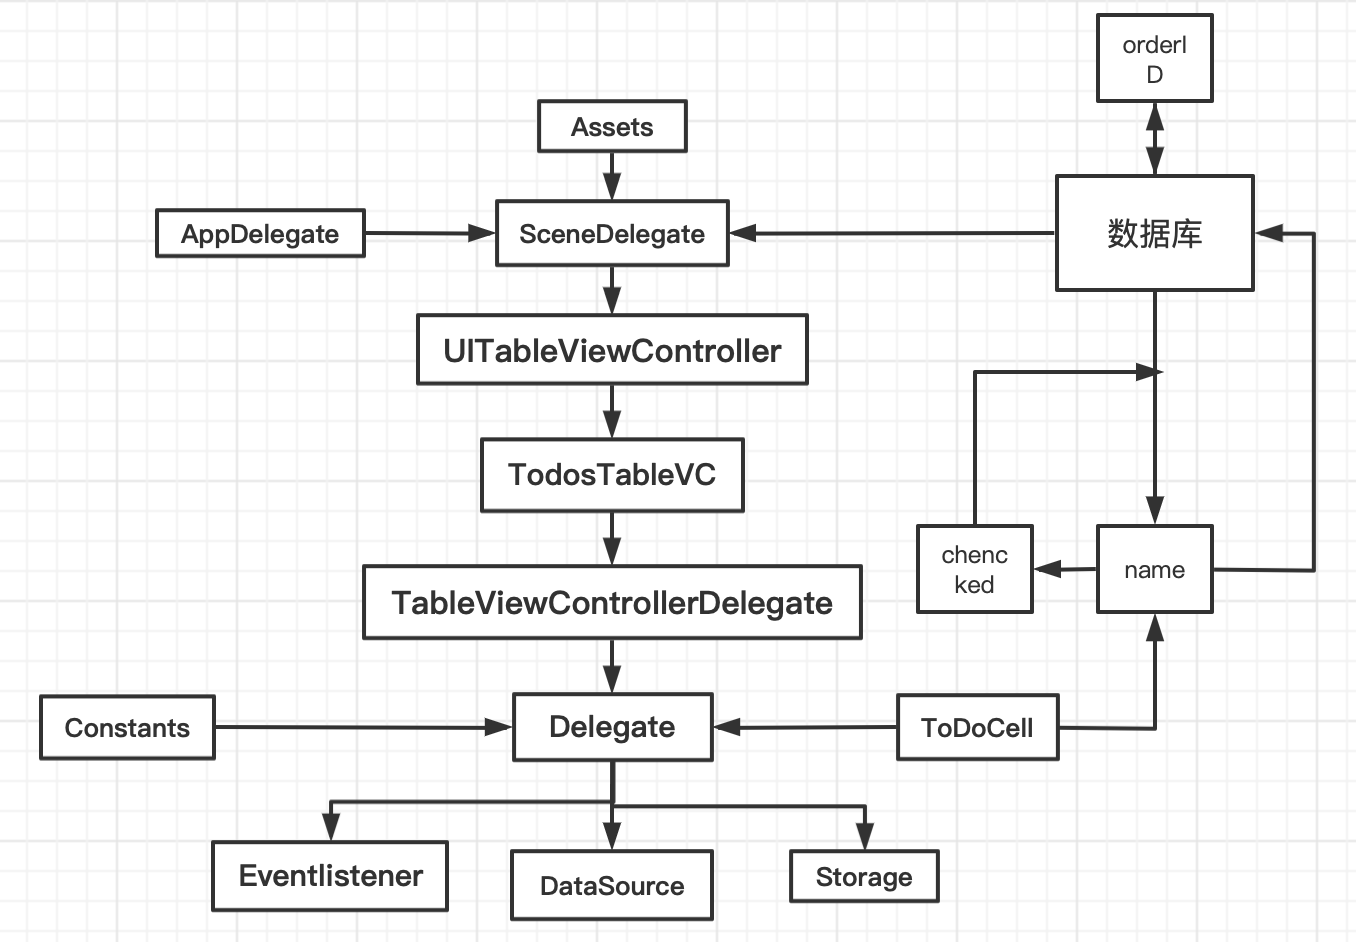 orderI
D
Assets
AppDelegate
SceneDelegate
数据库
UITableViewController
TodosTableVC
chenc
ked
name
TableViewControllerDelegate
Constants
Delegate
ToDoCell
Eventlistener
DataSource
Storage